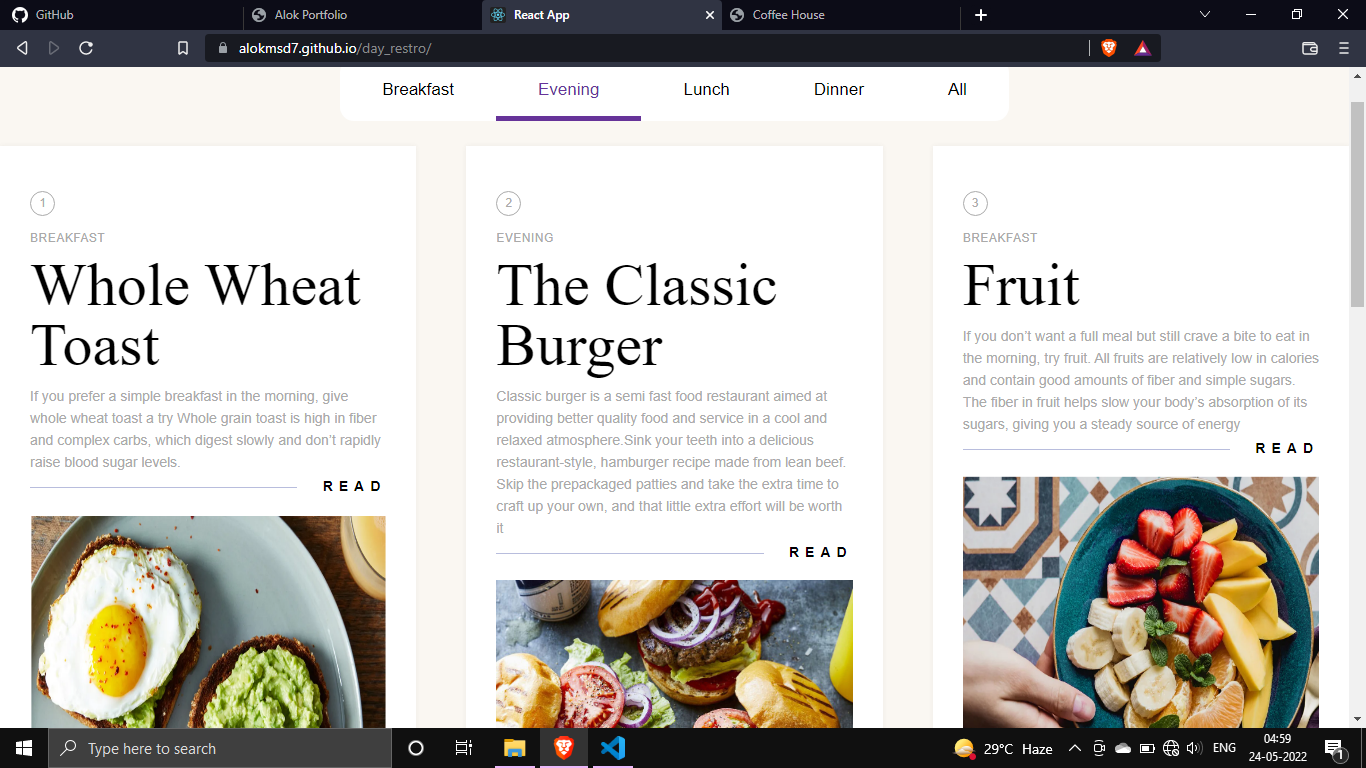 GitHub
Alok Portfolio
React App
Coffee House
alokmsd7.github.io/day_restro/
Breakfast
Evening
Lunch
Dinner
All
1
BREAKFAST
Whole Wheat
Toast
If you prefer a simple breakfast in the morning, give
whole wheat toast a try Whole grain toast is high in fiber
and complex carbs, which digest slowly and don’t rapidly
raise blood sugar levels.
READ
2
EVENING
The Classic
Burger
Classic burger is a semi fast food restaurant aimed at
providing better quality food and service in a cool and
relaxed atmosphere.Sink your teeth into a delicious
restaurant-style, hamburger recipe made from lean beef.
Skip the prepackaged patties and take the extra time to
craft up your own, and that little extra effort will be worth
it
READ
3
BREAKFAST
Fruit
If you don’t want a full meal but still crave a bite to eat in
the morning, try fruit. All fruits are relatively low in calories
and contain good amounts of fiber and simple sugars.
The fiber in fruit helps slow your body’s absorption of its
sugars, giving you a steady source of energy
READ
Type here to search
29°C Haze
ENG
04:59
24-05-2022
1